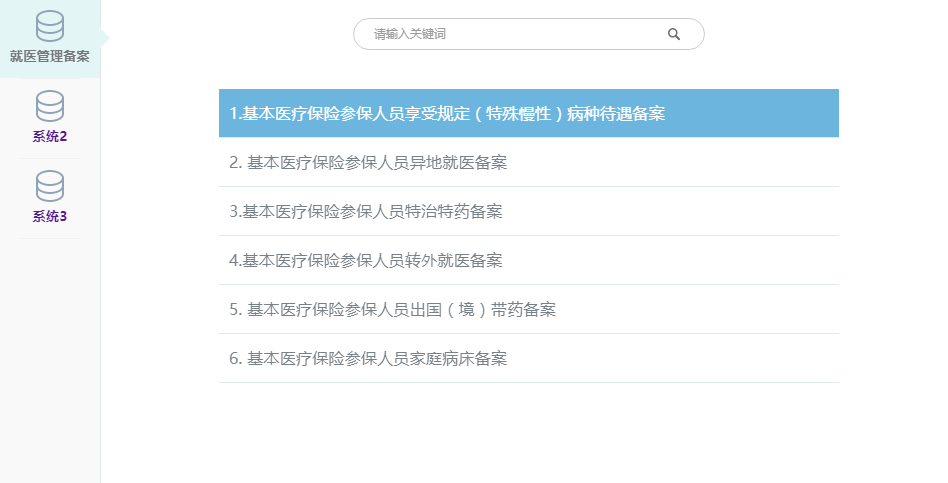 就医管理备案
系统2
系统3
请输入关键词
1.基本医疗保险参保人员享受规定（特殊慢性）病种待遇备案
2. 基本医疗保险参保人员异地就医备案
3.基本医疗保险参保人员特治特药备案
4.基本医疗保险参保人员转外就医备案
5. 基本医疗保险参保人员出国（境）带药备案
6. 基本医疗保险参保人员家庭病床备案